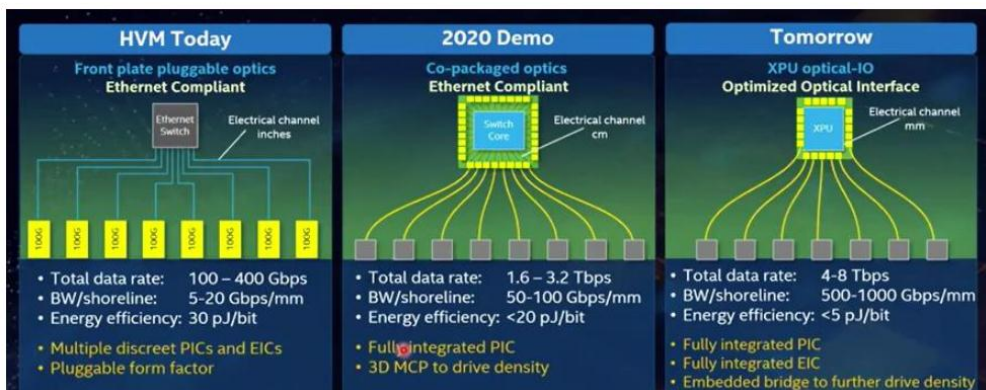 HVM Today
Front plate pluggable optics
Ethernet Compliant
Ethernet
Switch
Electrical channel
inches
100G
100G
100G
100G
100G
100G
100G
100G
• Total data rate: 100 – 400 Gbps
• BW/shoreline: 5-20 Gbps/mm
• Energy efficiency: 30 pJ/bit
• Multiple discreet PICs and EICs
• Pluggable form factor
2020 Demo
Co-packaged optics
Ethernet Compliant
Switch
Core
Electrical channel
cm
• Total data rate: 1.6 – 3.2 Tbps
• BW/shoreline: 50-100 Gbps/mm
• Energy efficiency: <20 pJ/bit
• Fully integrated PIC
• 3D MCP to drive density
Tomorrow
XPU optical-IO
Optimized Optical Interface
XPU
Electrical channel
mm
• Total data rate: 4-8 Tbps
• BW/shoreline: 500-1000 Gbps/mm
• Energy efficiency: <5 pJ/bit
• Fully integrated PIC
• Fully integrated EIC
• Embedded bridge to further drive density